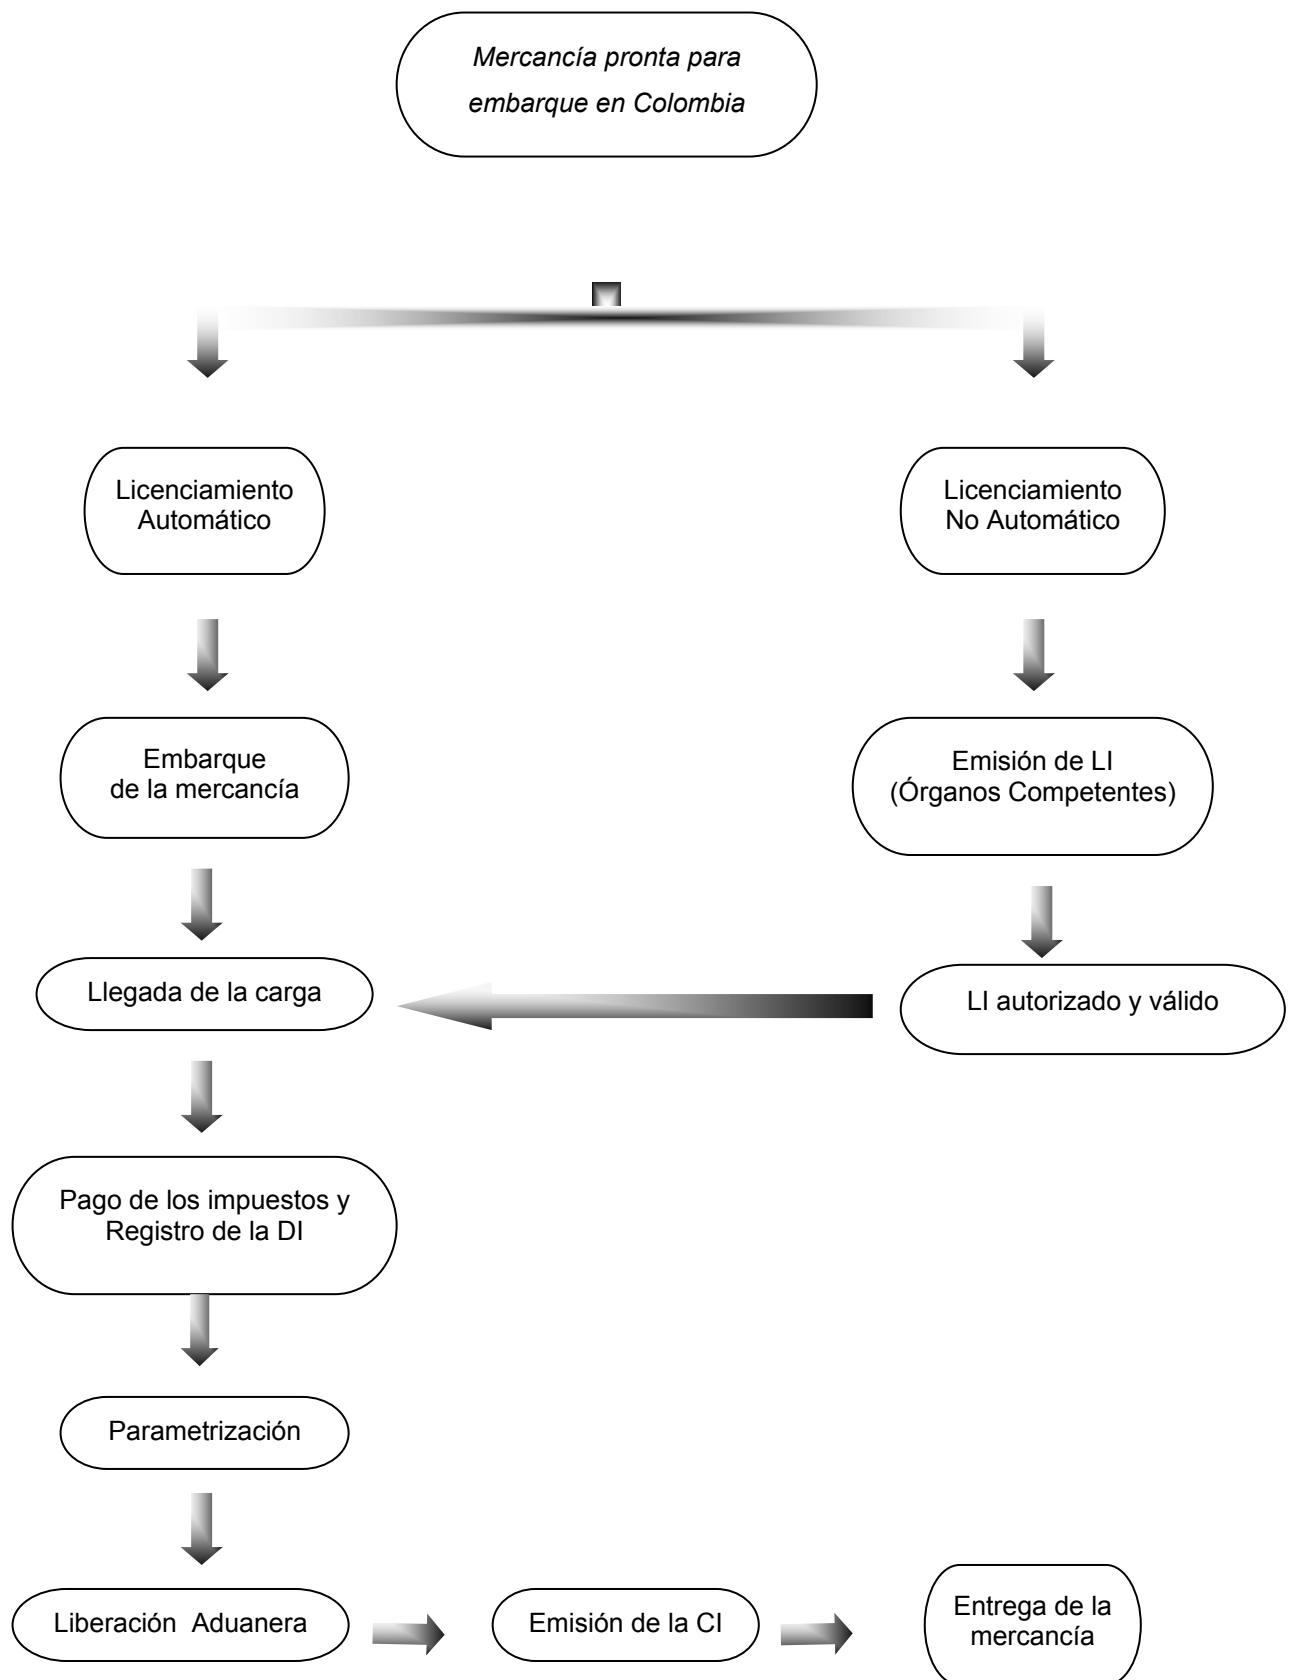 Mercancía pronta para
embarque en Colombia
Licenciamiento
Automático
Licenciamiento
No Automático
Embarque
de la mercancía
Emisión de LI
(Órganos Competentes)
Llegada de la carga
LI autorizado y válido
Pago de los impuestos y
Registro de la DI
Parametrización
Liberación Aduanera
Emisión de la CI
Entrega de la
mercancía